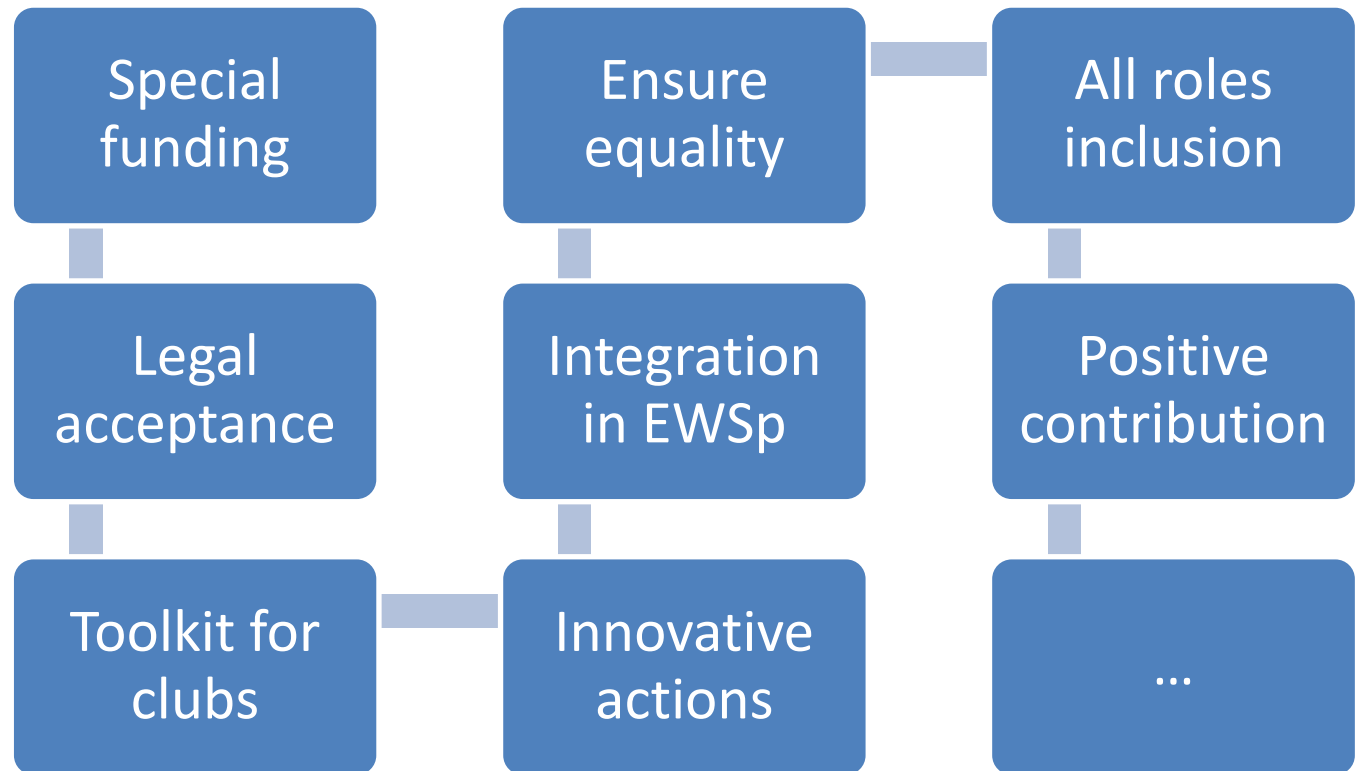 Special
funding
Legal
acceptance
Toolkit for
clubs
Innovative
actions
Integration
in EWSp
Ensure
equality
All roles
inclusion
Positive
contribution
...